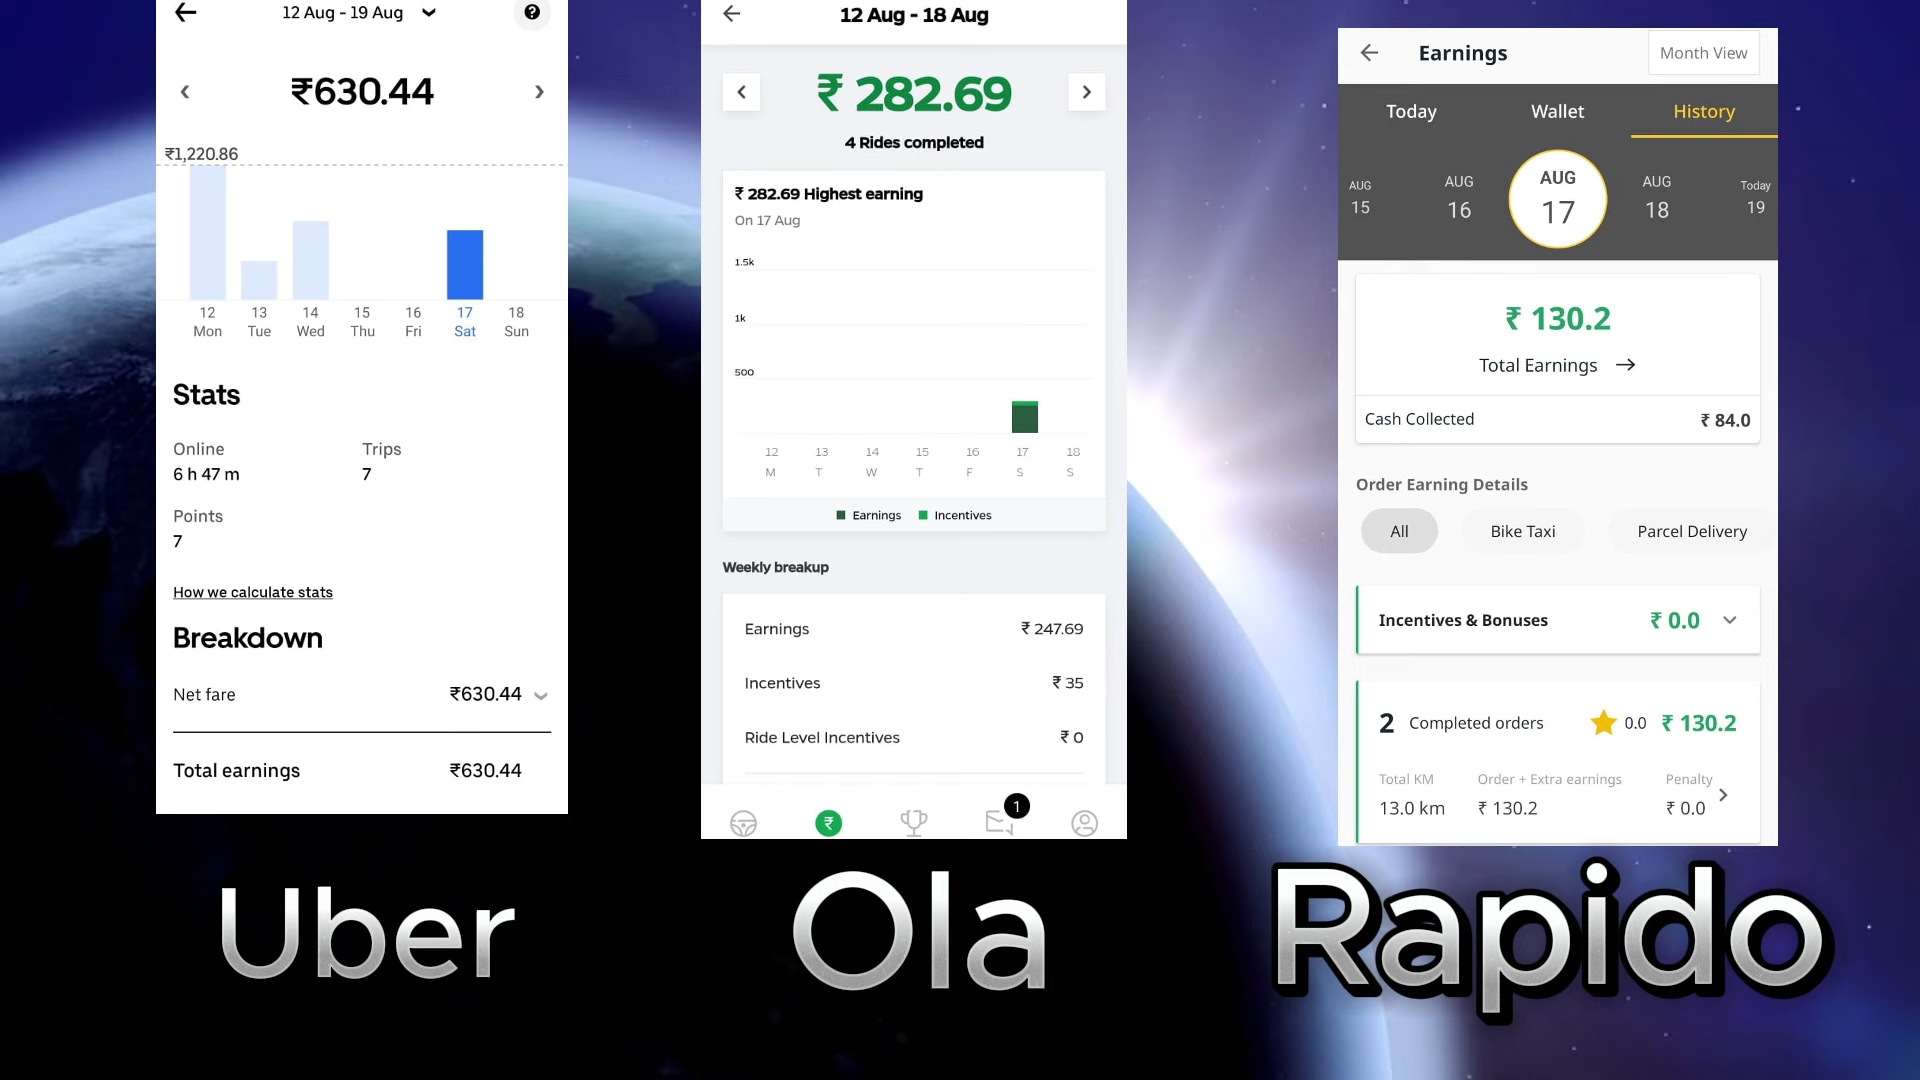 12 Aug - 19 Aug
?
₹630.44
₹1,220.86
12 13 14 15 16 17 18
Mon Tue Wed Thu Fri Sat Sun
Stats
Online Trips
6 h 47 m 7
Points
7
How we calculate stats
Breakdown
Net fare ₹630.44
Total earnings ₹630.44
Uber
12 Aug - 18 Aug
₹ 282.69
4 Rides completed
₹ 282.69 Highest earning
On 17 Aug
1.5k
1k
500
12 13 14 15 16 17 18
M T W T F S S
Earnings Incentives
Weekly breakup
Earnings ₹ 247.69
Incentives ₹ 35
Ride Level Incentives ₹ 0
₹ 1
Ola
Earnings Month View
Today Wallet History
AUG AUG AUG AUG Today
15 16 17 18 19
₹ 130.2
Total Earnings
Cash Collected ₹ 84.0
Order Earning Details
All Bike Taxi Parcel Delivery
Incentives & Bonuses ₹ 0.0
2 Completed orders 0.0 ₹ 130.2
Total KM Order + Extra earnings Penalty
13.0 km ₹ 130.2 ₹ 0.0
Rapido